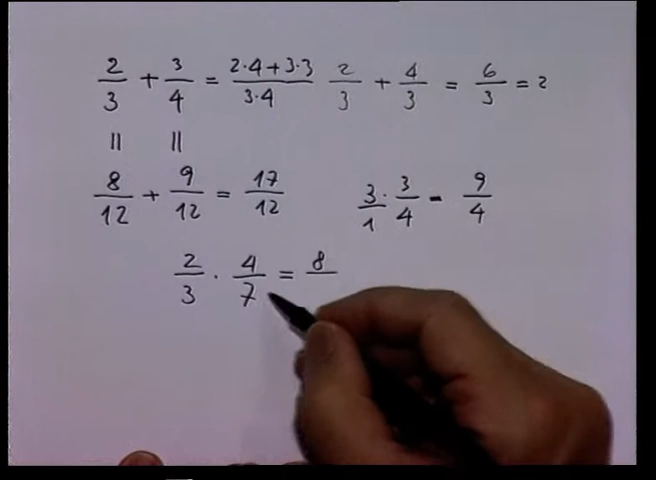 2/3 + 3/4 = 2·4+3·3/3·4 2/3 + 4/3 = 6/3 = 2
|| ||
8/12 + 9/12 = 17/12 3/1 · 3/4 - 9/4
2/3 · 4/7 = 8